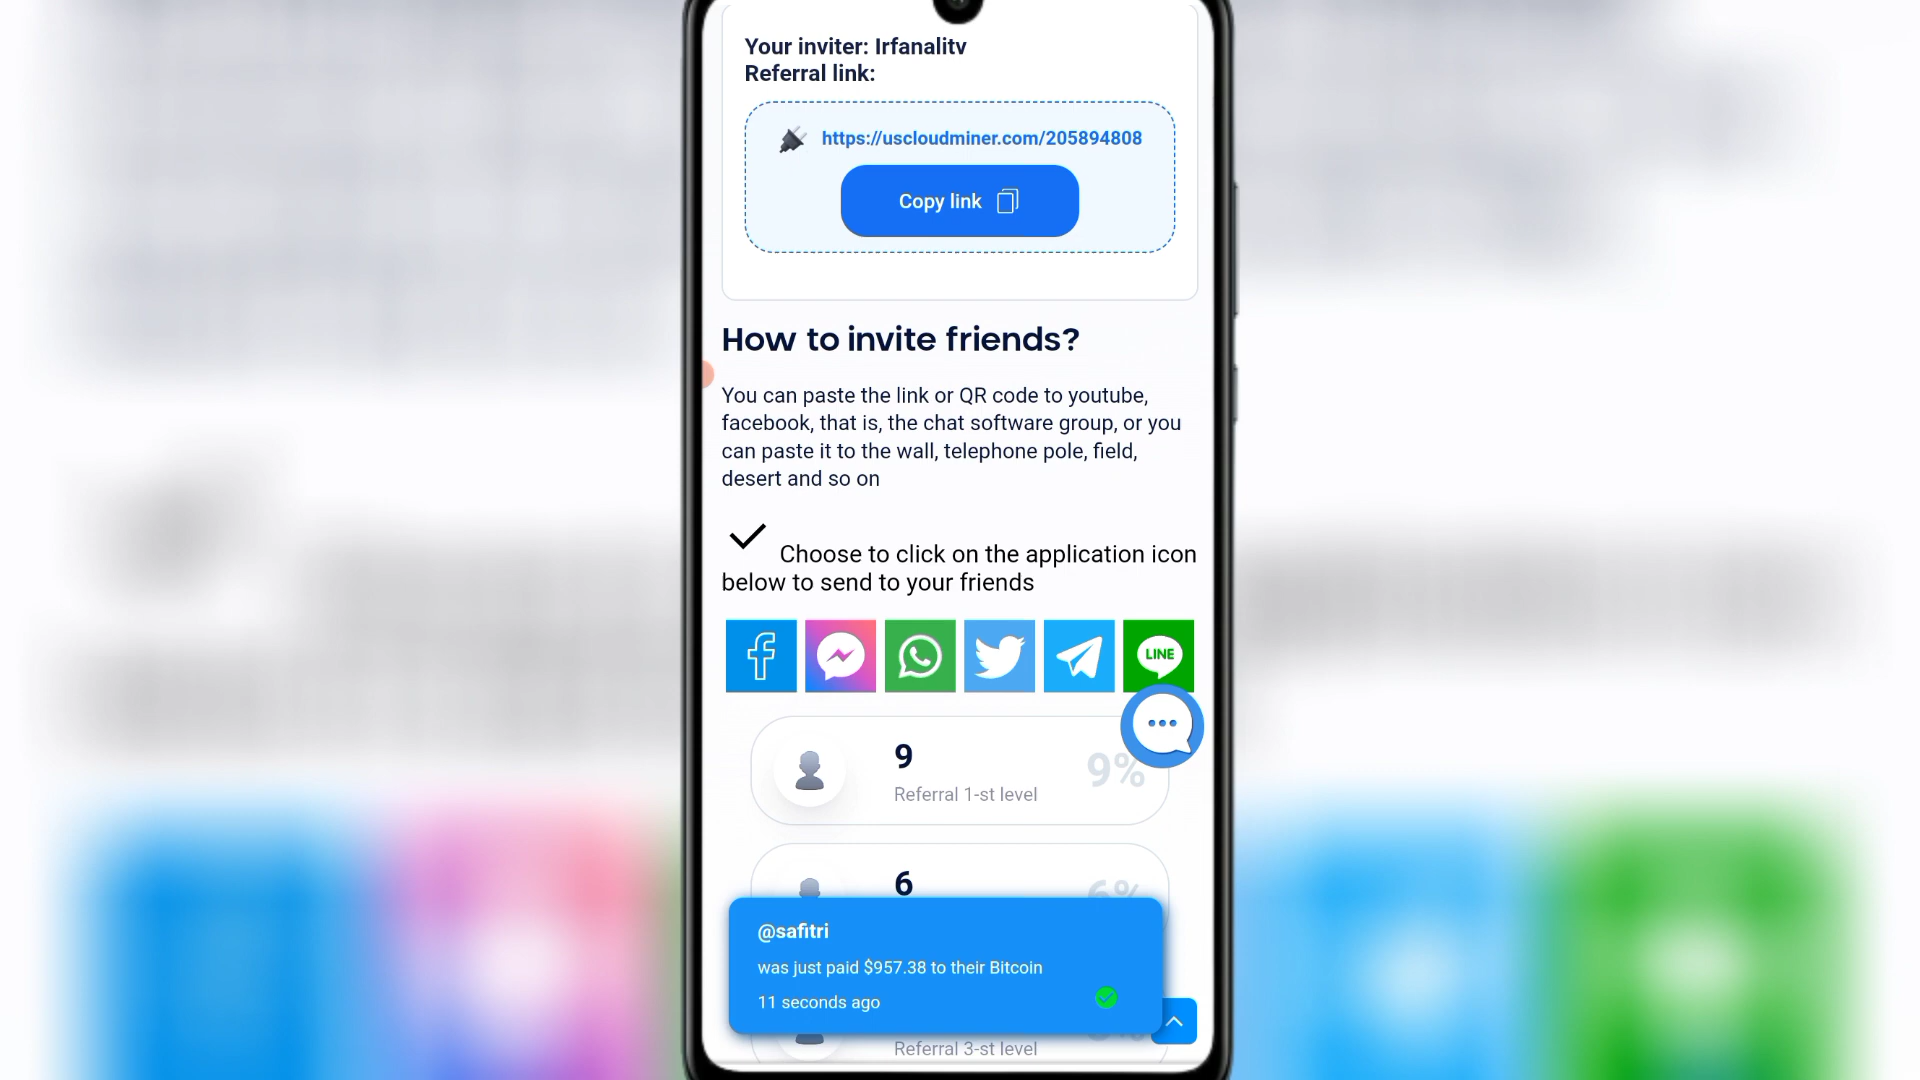 Your inviter: Irfanalitv
Referral link:
https://uscloudminer.com/205894808
Copy link
How to invite friends?
You can paste the link or QR code to youtube,
facebook, that is, the chat software group, or you
can paste it to the wall, telephone pole, field,
desert and so on
Choose to click on the application icon
below to send to your friends
LINE
9
9%
Referral 1-st level
6
6%
@safitri
was just paid $957.38 to their Bitcoin
11 seconds ago
Referral 3-st level